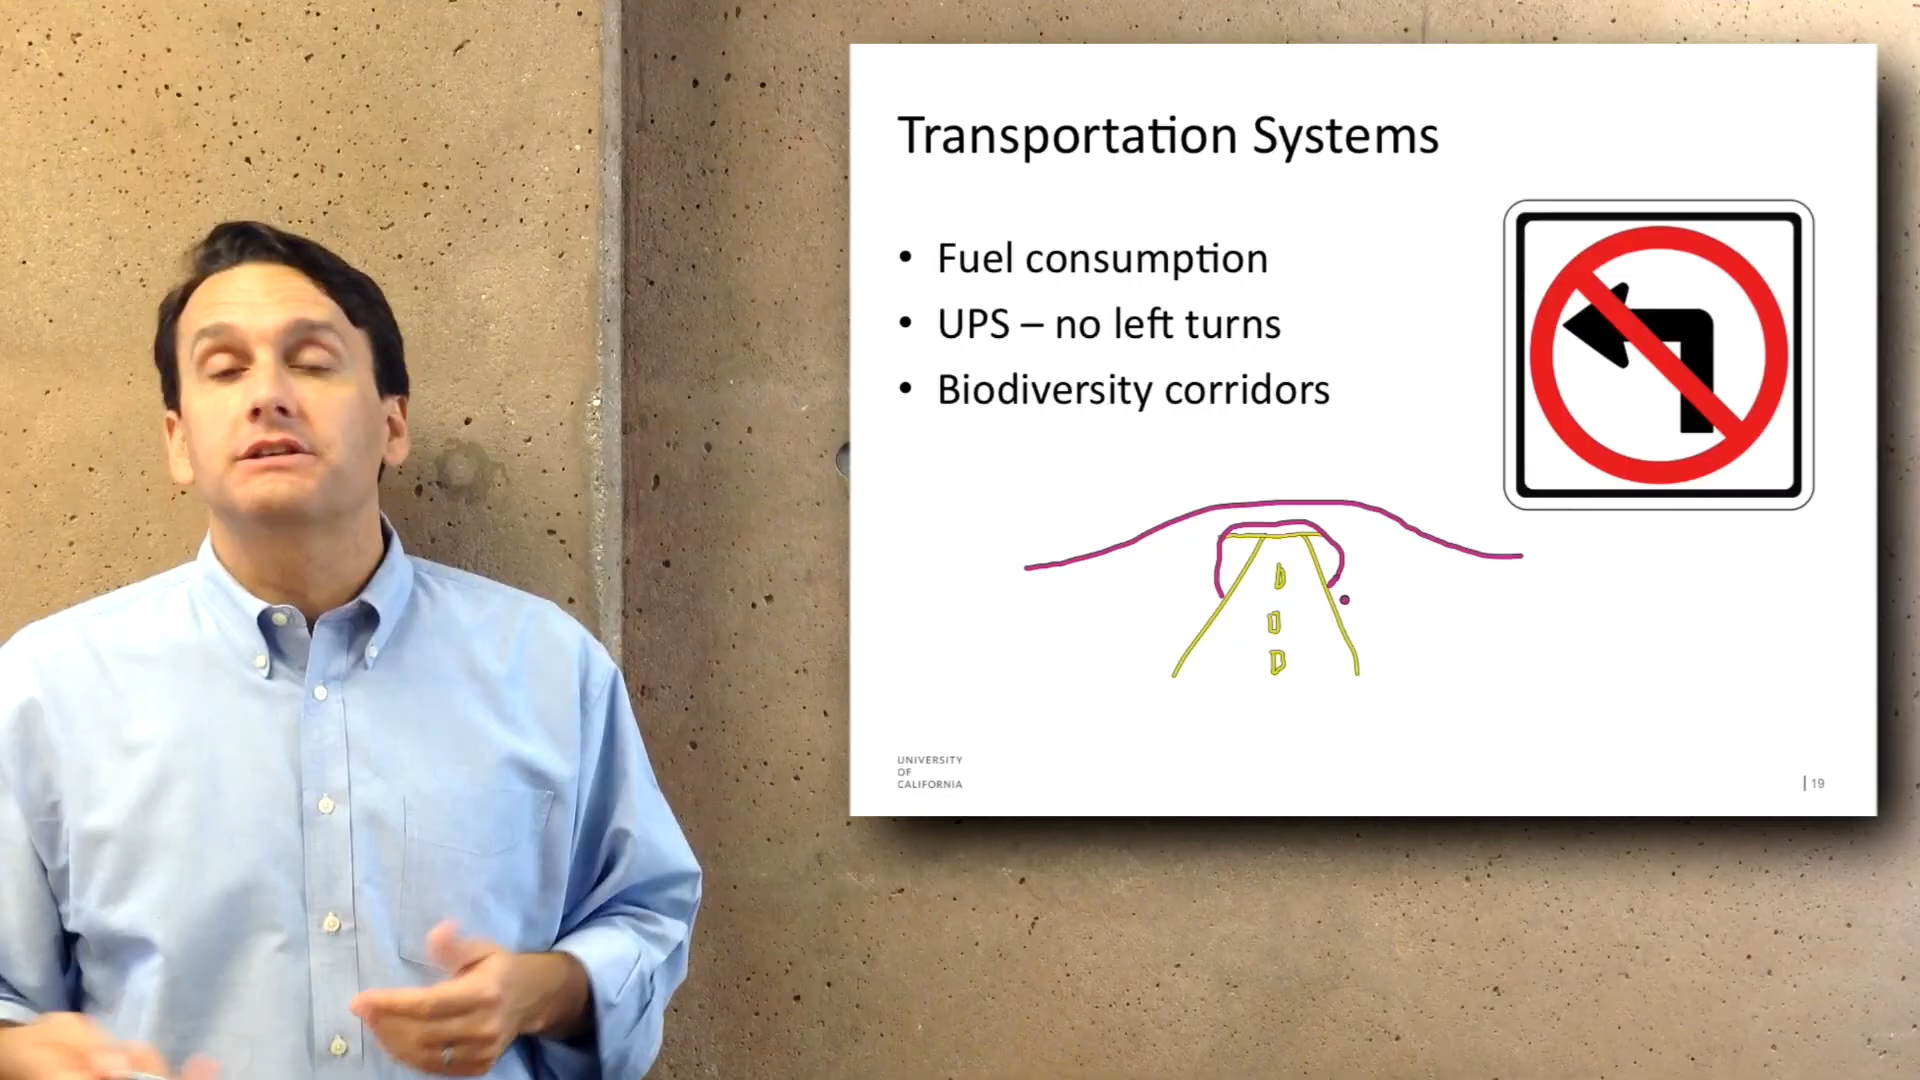 Transportation Systems
• Fuel consumption
• UPS – no left turns
• Biodiversity corridors
UNIVERSITY
OF
CALIFORNIA
| 19